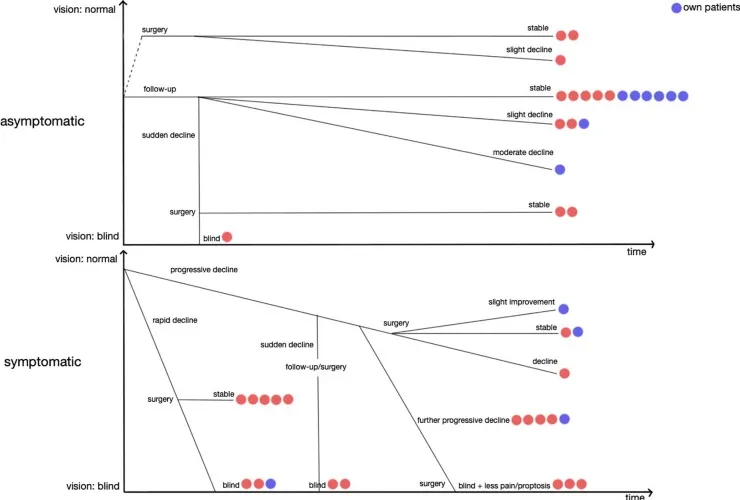 vision: normal
own patients
surgery
stable
slight decline
follow-up
stable
asymptomatic
slight decline
sudden decline
moderate decline
surgery
stable
vision: blind
blind
time
vision: normal
progressive decline
slight improvement
rapid decline
surgery
stable
sudden decline
symptomatic
follow-up/surgery
decline
surgery
stable
further progressive decline
vision: blind
blind
blind
surgery
blind + less pain/proptosis
time